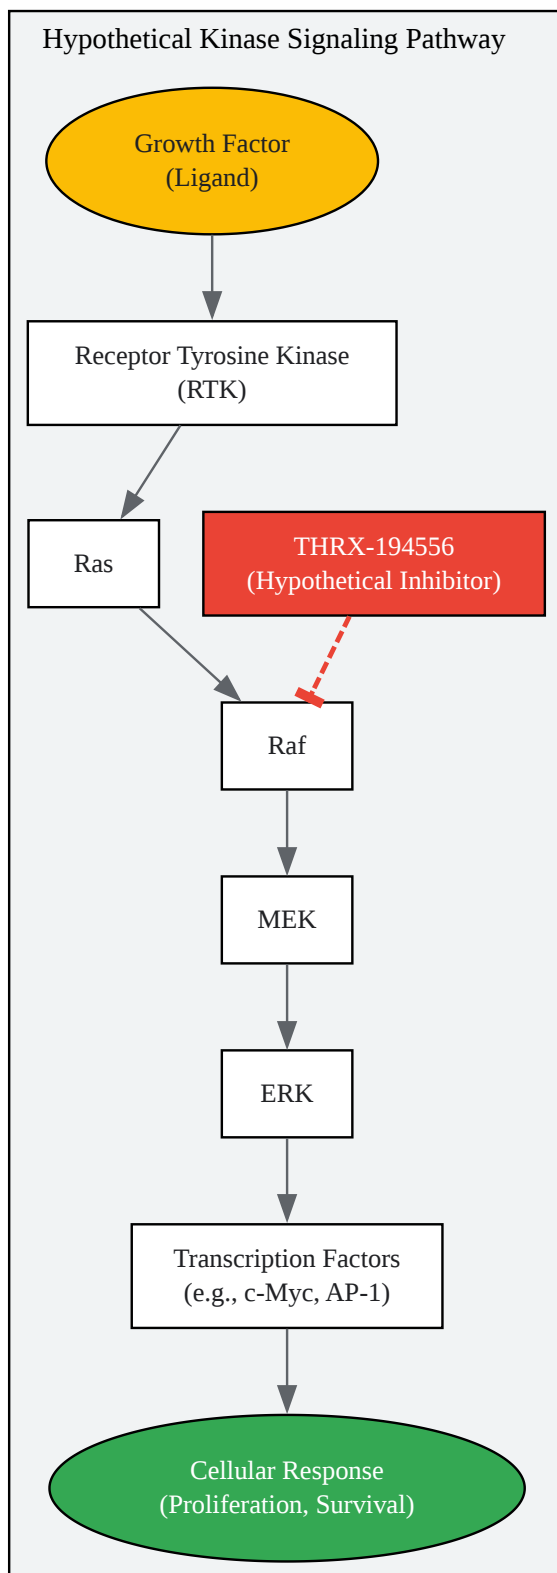 Hypothetical Kinase Signaling Pathway
Growth Factor
(Ligand)
Receptor Tyrosine Kinase
(RTK)
Ras
THRX-194556
(Hypothetical Inhibitor)
Raf
MEK
ERK
Transcription Factors
(e.g., c-Myc, AP-1)
Cellular Response
(Proliferation, Survival)